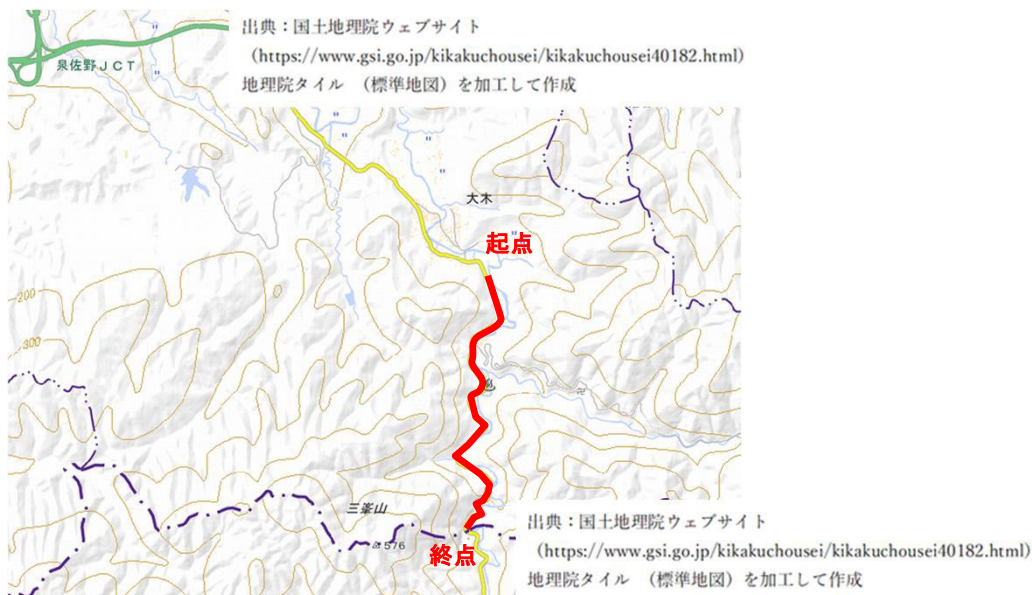 出典：国土地理院ウェブサイト
（https://www.gsi.go.jp/kikakuchousei/kikakuchousei40182.html）
地理院タイル　（標準地図）を加工して作成
泉佐野ＪＣＴ
大木
起点
200
300
卍
三峯山
576
終点
出典：国土地理院ウェブサイト
（https://www.gsi.go.jp/kikakuchousei/kikakuchousei40182.html）
地理院タイル　（標準地図）を加工して作成